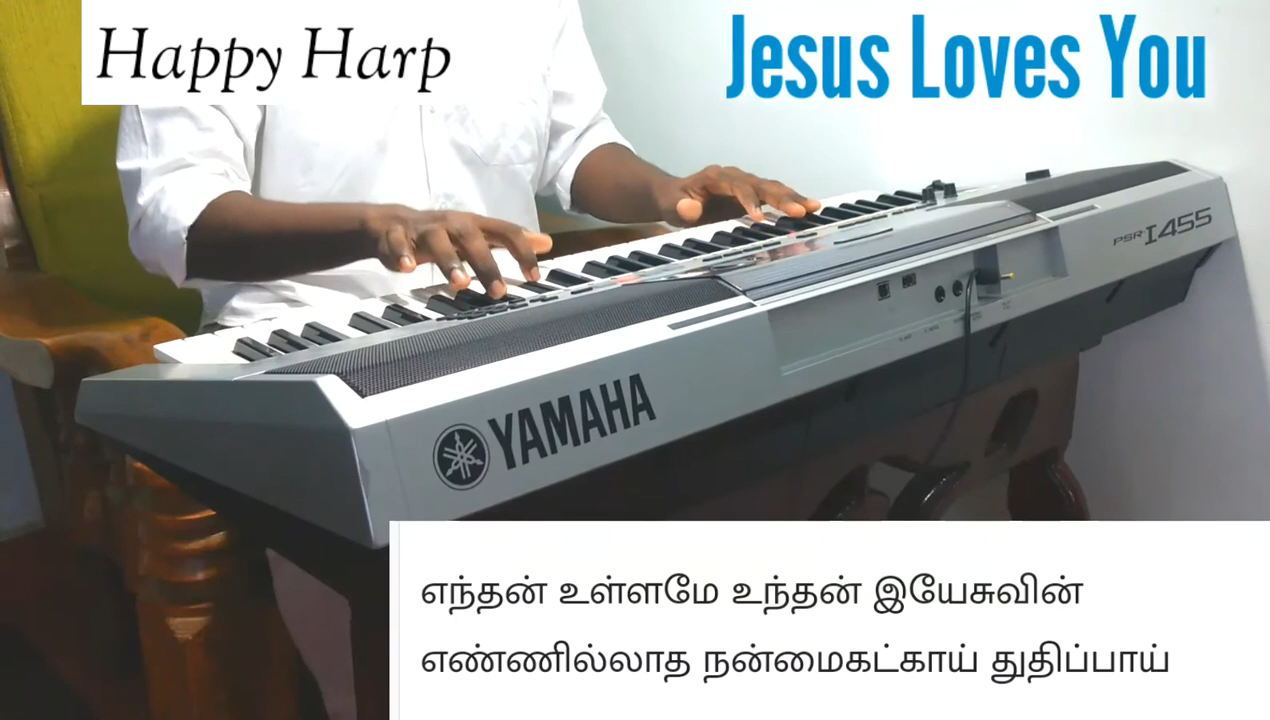 Happy Harp
Jesus Loves You
PSR-I455
YAMAHA
எந்தன் உள்ளமே உந்தன் இயேசுவின்
எண்ணில்லாத நன்மைகட்காய் துதிப்பாய்